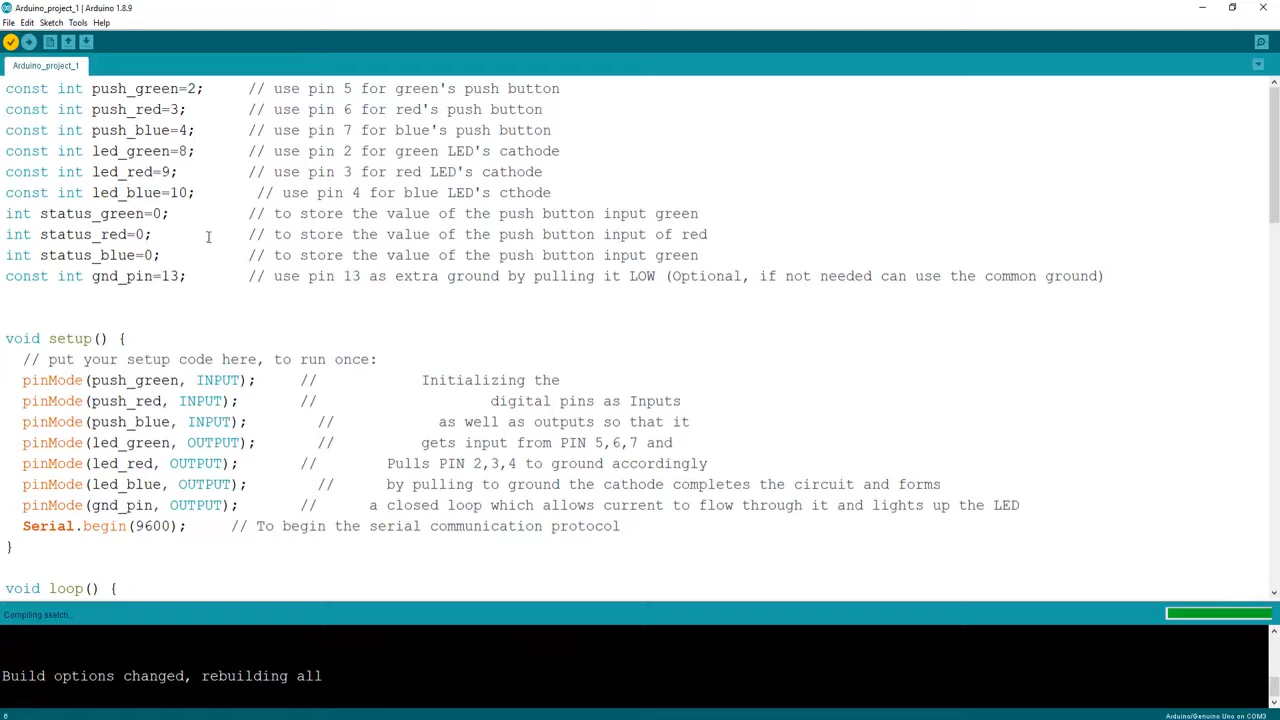 Arduino_project_1 | Arduino 1.8.9
File Edit Sketch Tools Help
Arduino_project_1
const int push_green=2;     // use pin 5 for green's push button
const int push_red=3;       // use pin 6 for red's push button
const int push_blue=4;      // use pin 7 for blue's push button
const int led_green=8;      // use pin 2 for green LED's cathode
const int led_red=9;        // use pin 3 for red LED's cathode
const int led_blue=10;       // use pin 4 for blue LED's cthode
int status_green=0;         // to store the value of the push button input green
int status_red=0;           // to store the value of the push button input of red
int status_blue=0;          // to store the value of the push button input green
const int gnd_pin=13;       // use pin 13 as extra ground by pulling it LOW (Optional, if not needed can use the common ground)
void setup() {
  // put your setup code here, to run once:
  pinMode(push_green, INPUT);     //            Initializing the
  pinMode(push_red, INPUT);       //                    digital pins as Inputs
  pinMode(push_blue, INPUT);        //            as well as outputs so that it
  pinMode(led_green, OUTPUT);       //          gets input from PIN 5,6,7 and
  pinMode(led_red, OUTPUT);       //        Pulls PIN 2,3,4 to ground accordingly
  pinMode(led_blue, OUTPUT);        //      by pulling to ground the cathode completes the circuit and forms
  pinMode(gnd_pin, OUTPUT);       //      a closed loop which allows current to flow through it and lights up the LED
  Serial.begin(9600);     // To begin the serial communication protocol
}
void loop() {
Compiling sketch...
Build options changed, rebuilding all
6
Arduino/Genuino Uno on COM3